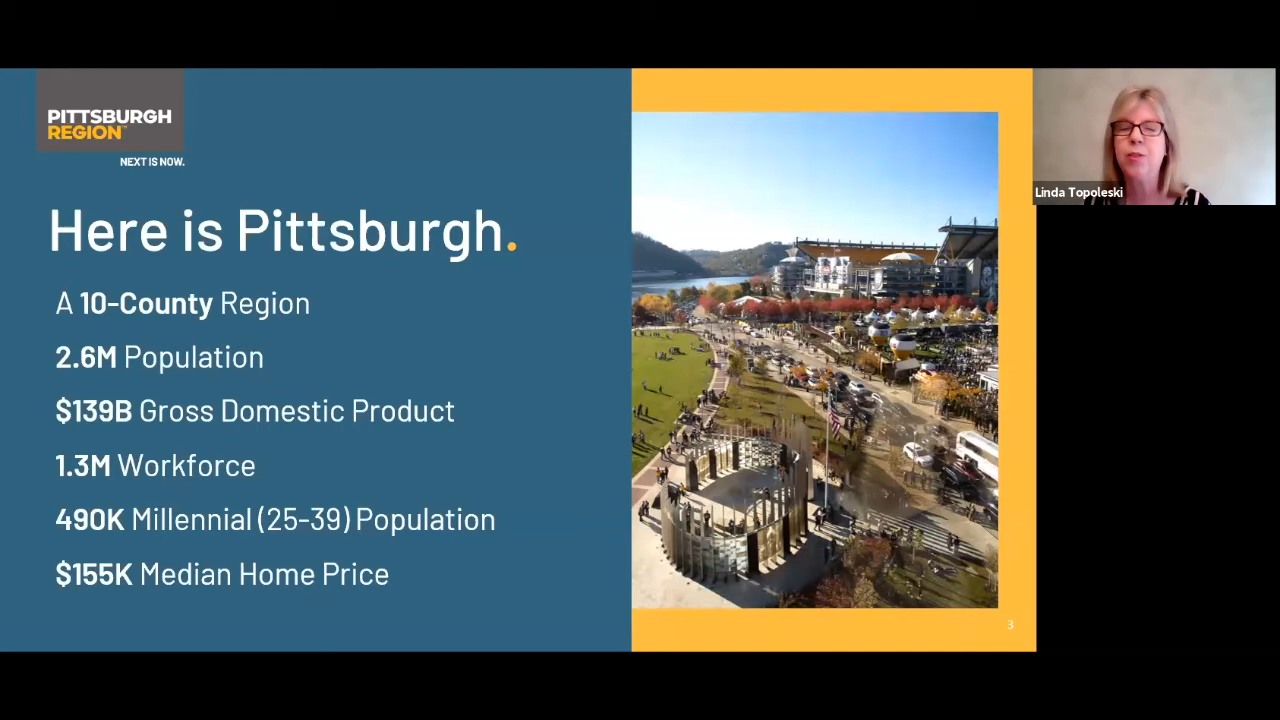 PITTSBURGH
REGION
NEXT IS NOW.
Here is Pittsburgh.
A 10-County Region
2.6M Population
$139B Gross Domestic Product
1.3M Workforce
490K Millennial (25-39) Population
$155K Median Home Price
3
Linda Topoleski